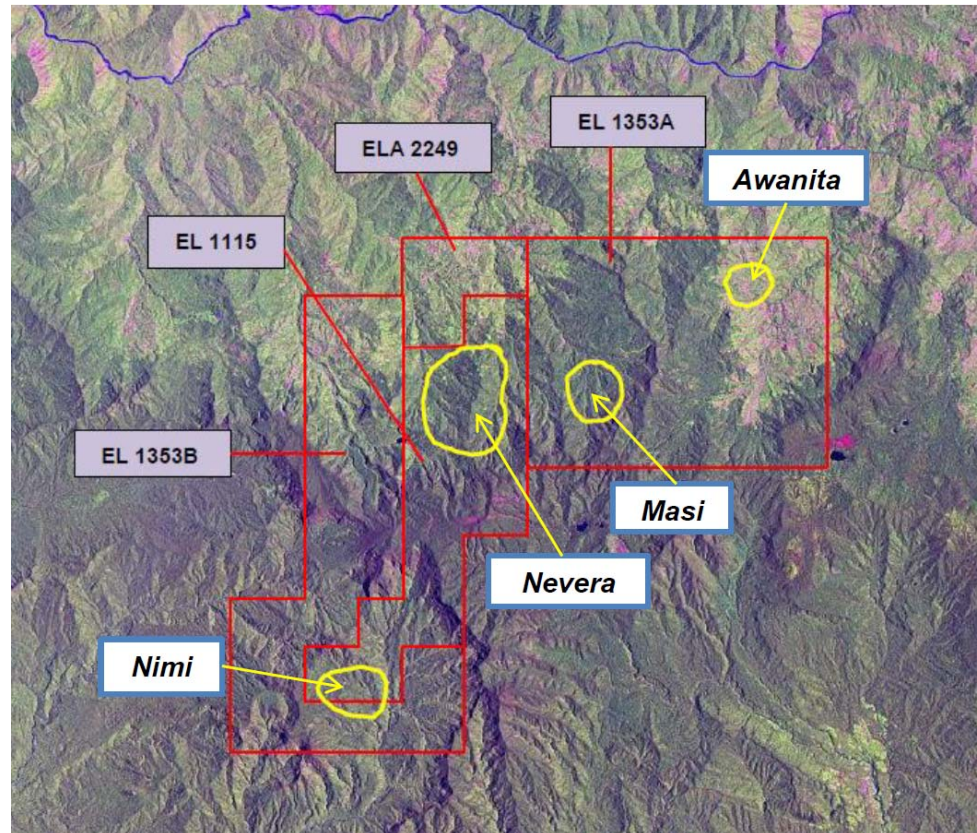 EL 1353A
ELA 2249
Awanita
EL 1115
EL 1353B
Masi
Nevera
Nimi